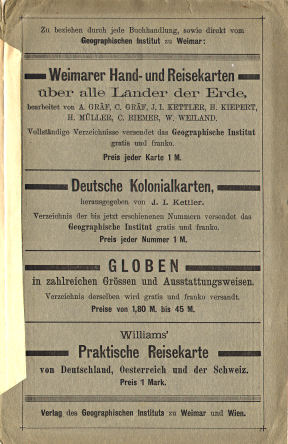 Zu beziehen durch jede Buchhandlung, sowie direkt vom
Geographischen Institut zu Weimar:
Weimarer Hand- und Reisekarten
über alle Länder der Erde,
bearbeitet von A. GRÄF, C. GRÄF, J. I. KETTLER, H. KIEPERT,
H. MÜLLER, C. RIEMER, W. WEILAND.
Vollständige Verzeichnisse versendet das Geographische Institut
gratis und franko.
Preis jeder Karte 1 M.
Deutsche Kolonialkarten,
herausgegeben von J. I. Kettler.
Verzeichnis der bis jetzt erschienenen Nummern versendet das
Geographische Institut gratis und franko.
Preis jeder Nummer 1 M.
GLOBEN
in zahlreichen Grössen und Ausstattungsweisen.
Verzeichnis derselben wird gratis und franko versandt.
Preise von 1,80 M. bis 45 M.
Williams'
Praktische Reisekarte
von Deutschland, Oesterreich und der Schweiz.
Preis 1 Mark.
Verlag des Geographischen Instituts zu Weimar und Wien.